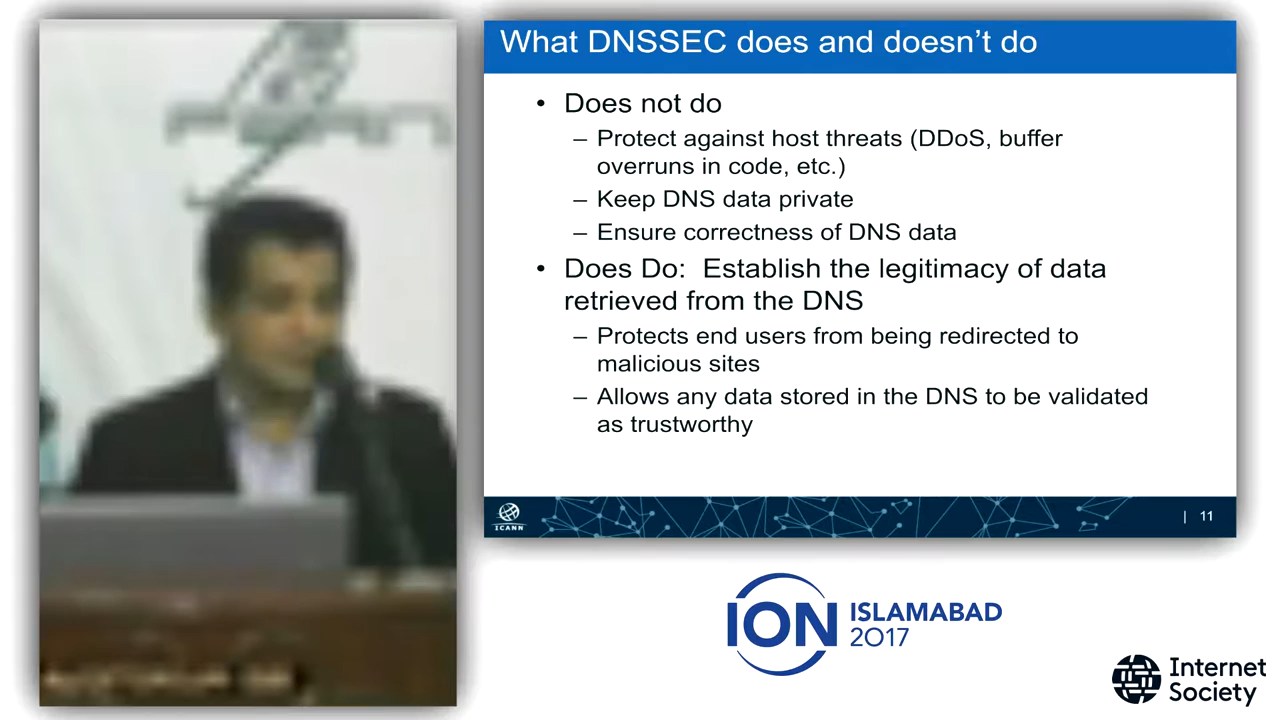 What DNSSEC does and doesn't do
• Does not do
– Protect against host threats (DDoS, buffer
overruns in code, etc.)
– Keep DNS data private
– Ensure correctness of DNS data
• Does Do: Establish the legitimacy of data
retrieved from the DNS
– Protects end users from being redirected to
malicious sites
– Allows any data stored in the DNS to be validated
as trustworthy
ICANN
| 11
ION ISLAMABAD
2017
Internet
Society